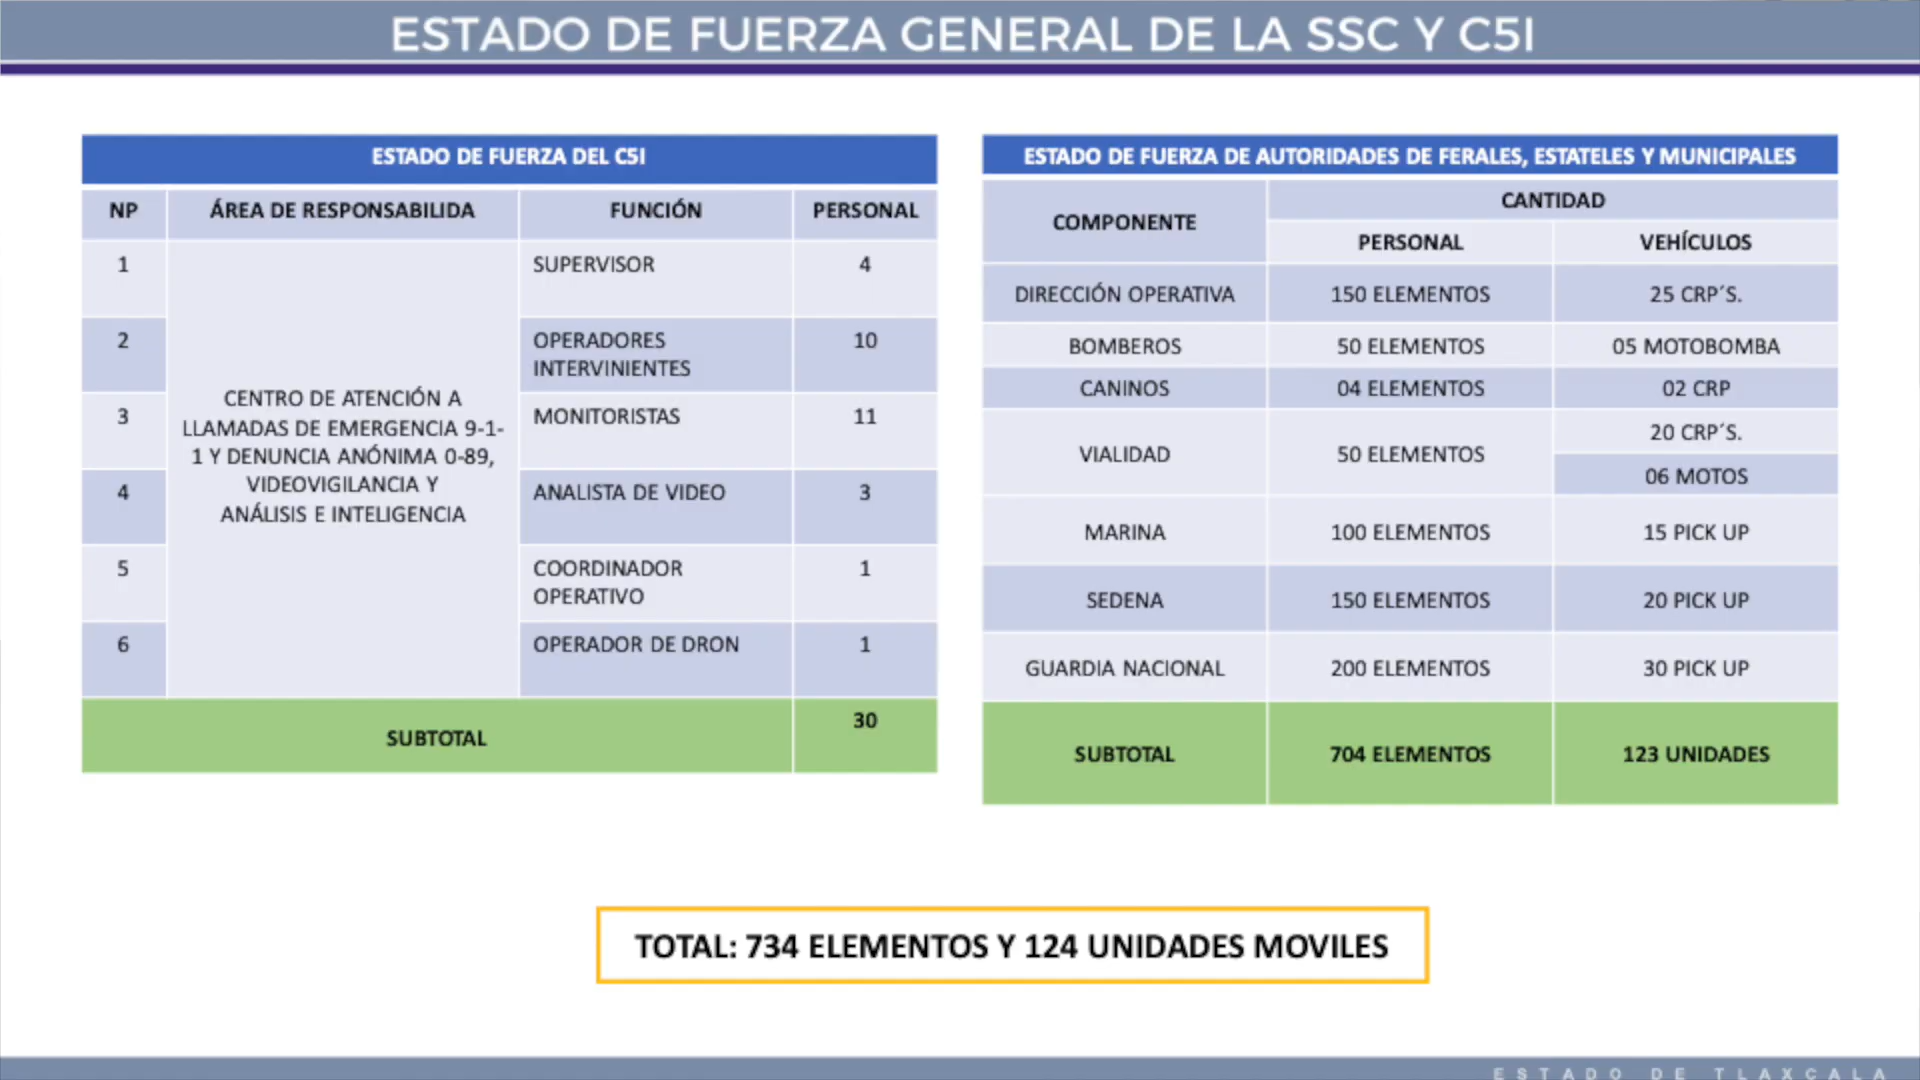 ESTADO DE FUERZA GENERAL DE LA SSC Y C5I
ESTADO DE FUERZA DEL C5I
NP ÁREA DE RESPONSABILIDA FUNCIÓN PERSONAL
1 SUPERVISOR 4
2 OPERADORES INTERVINIENTES 10
3 MONITORISTAS 11
4 ANALISTA DE VIDEO 3
5 COORDINADOR OPERATIVO 1
6 OPERADOR DE DRON 1
CENTRO DE ATENCIÓN A
LLAMADAS DE EMERGENCIA 9-1-
1 Y DENUNCIA ANÓNIMA 0-89,
VIDEOVIGILANCIA Y
ANÁLISIS E INTELIGENCIA
SUBTOTAL 30
ESTADO DE FUERZA DE AUTORIDADES DE FERALES, ESTATELES Y MUNICIPALES
COMPONENTE CANTIDAD
PERSONAL VEHÍCULOS
DIRECCIÓN OPERATIVA 150 ELEMENTOS 25 CRP´S.
BOMBEROS 50 ELEMENTOS 05 MOTOBOMBA
CANINOS 04 ELEMENTOS 02 CRP
VIALIDAD 50 ELEMENTOS 20 CRP´S.
06 MOTOS
MARINA 100 ELEMENTOS 15 PICK UP
SEDENA 150 ELEMENTOS 20 PICK UP
GUARDIA NACIONAL 200 ELEMENTOS 30 PICK UP
SUBTOTAL 704 ELEMENTOS 123 UNIDADES
TOTAL: 734 ELEMENTOS Y 124 UNIDADES MOVILES
ESTADO DE TLAXCALA